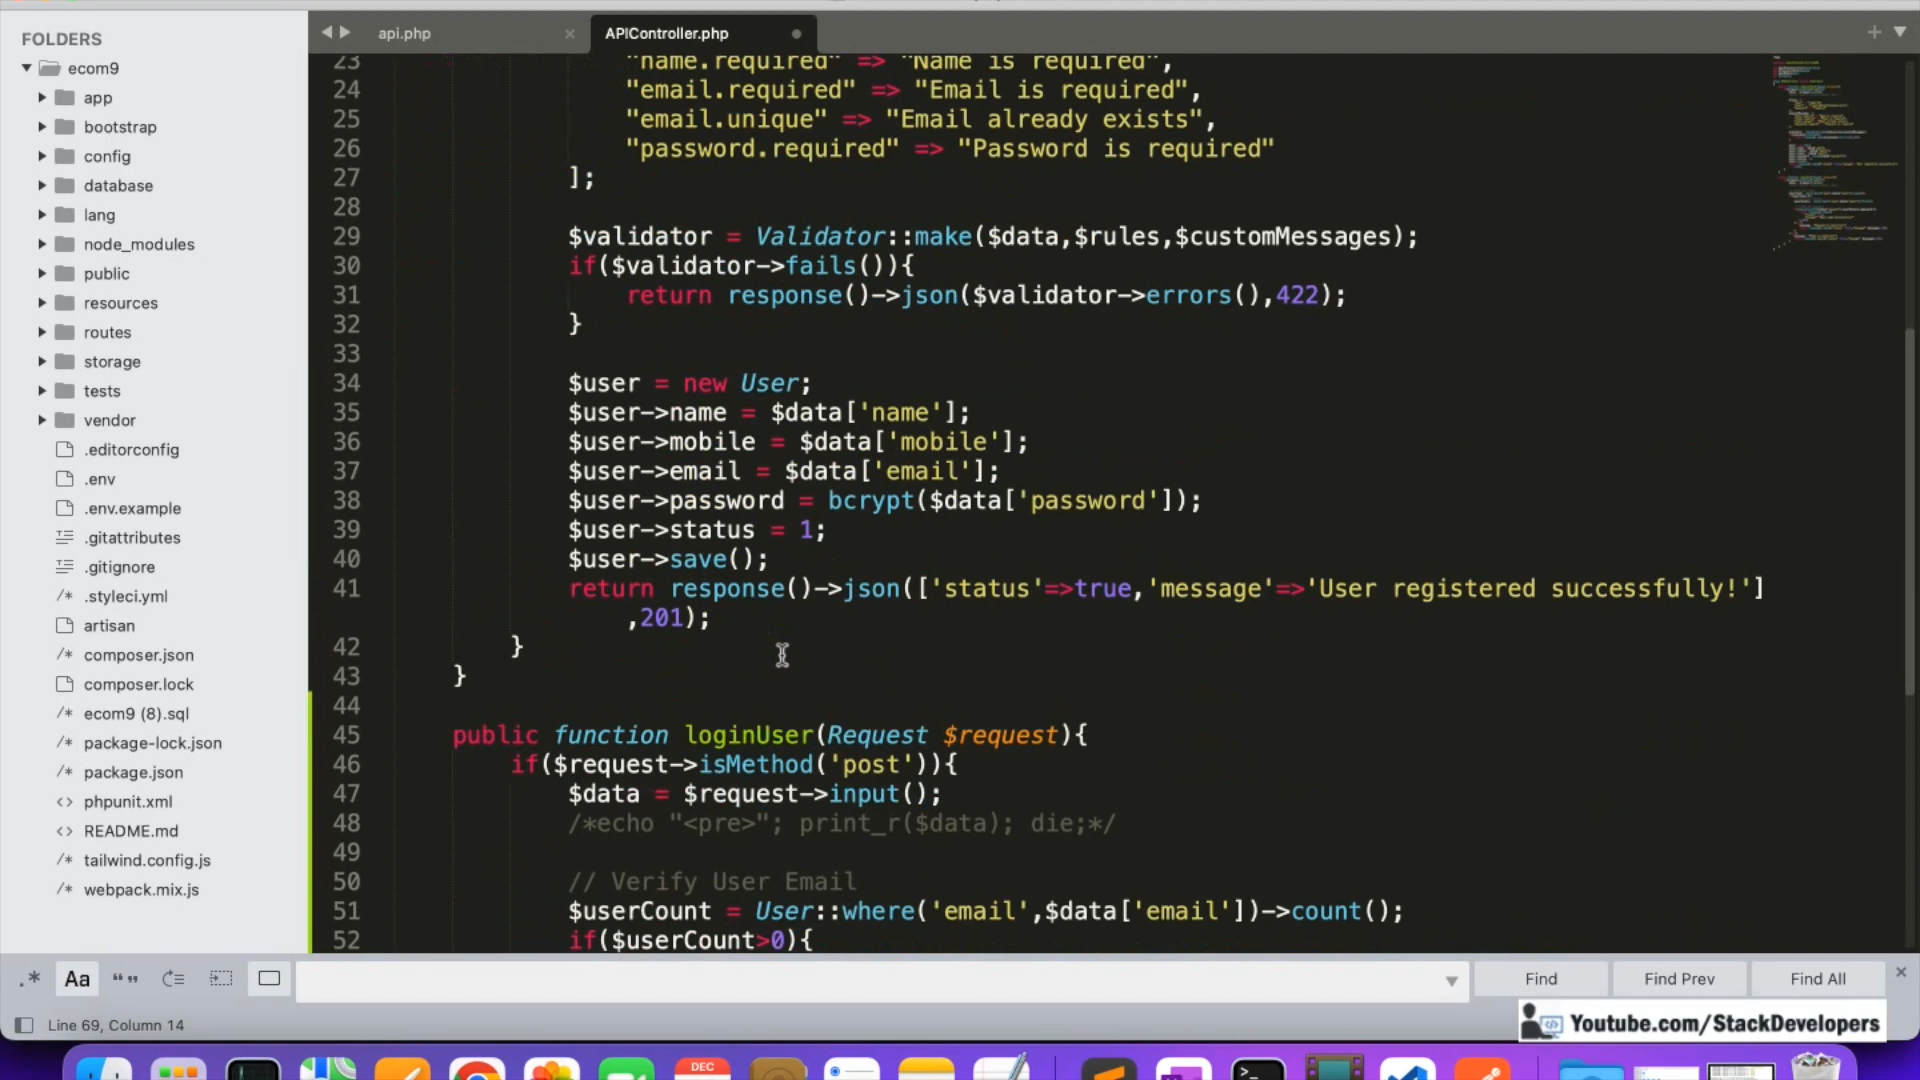 FOLDERS
ecom9
app
bootstrap
config
database
lang
node_modules
public
resources
routes
storage
tests
vendor
.editorconfig
.env
.env.example
.gitattributes
.gitignore
/* .styleci.yml
artisan
/* composer.json
composer.lock
/* ecom9 (8).sql
/* package-lock.json
/* package.json
<> phpunit.xml
<> README.md
/* tailwind.config.js
/* webpack.mix.js
api.php
APIController.php
23 "name.required" => "Name is required",
24 "email.required" => "Email is required",
25 "email.unique" => "Email already exists",
26 "password.required" => "Password is required"
27 ];
28
29 $validator = Validator::make($data,$rules,$customMessages);
30 if($validator->fails()){
31 return response()->json($validator->errors(),422);
32 }
33
34 $user = new User;
35 $user->name = $data['name'];
36 $user->mobile = $data['mobile'];
37 $user->email = $data['email'];
38 $user->password = bcrypt($data['password']);
39 $user->status = 1;
40 $user->save();
41 return response()->json(['status'=>true,'message'=>'User registered successfully!']
,201);
42 }
43 }
44
45 public function loginUser(Request $request){
46 if($request->isMethod('post')){
47 $data = $request->input();
48 /*echo "<pre>"; print_r($data); die;*/
49
50 // Verify User Email
51 $userCount = User::where('email',$data['email'])->count();
52 if($userCount>0){
.* Aa “” Find Find Prev Find All
Line 69, Column 14
Youtube.com/StackDevelopers
DEC